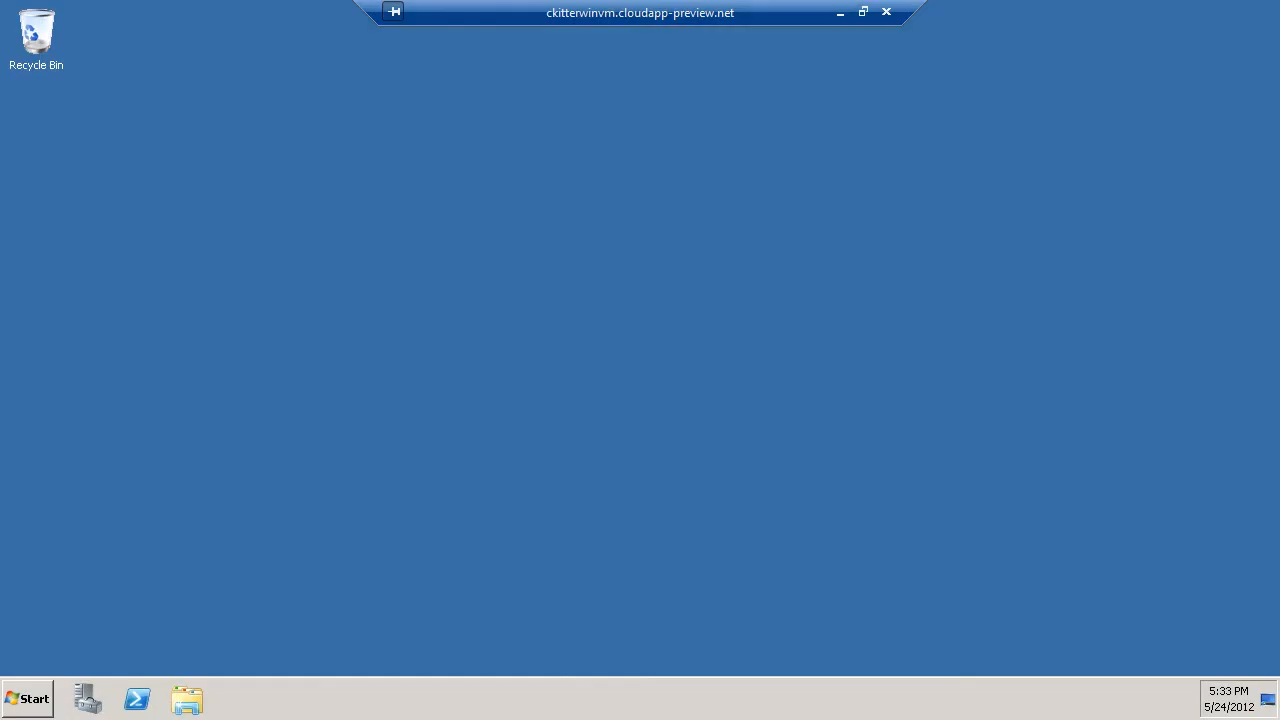 ckitterwinvm.cloudapp-preview.net
Recycle Bin
Start
5:33 PM
5/24/2012